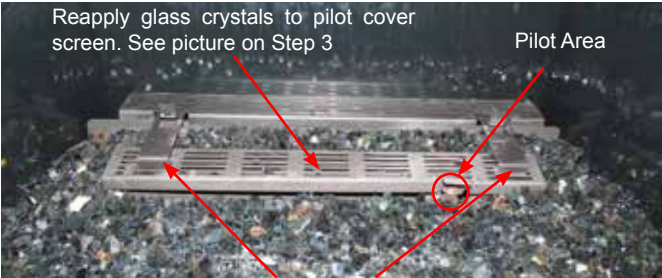 Reapply glass crystals to pilot cover
screen. See picture on Step 3
Pilot Area